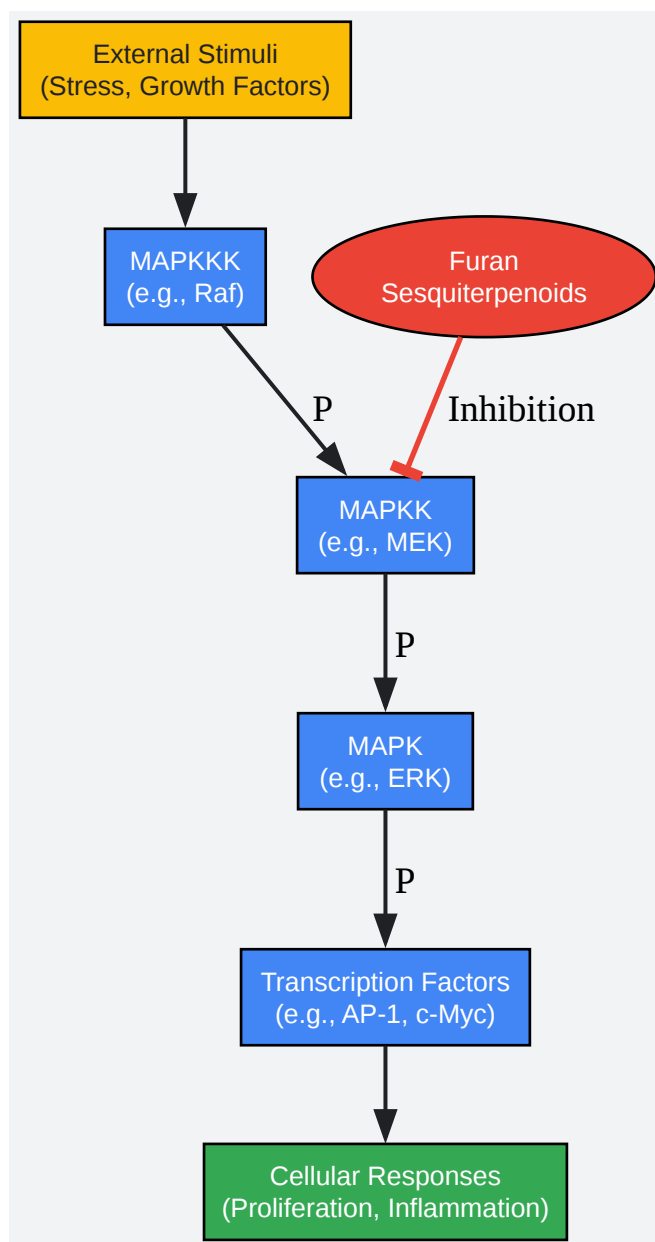 External Stimuli
(Stress, Growth Factors)
MAPKKK
(e.g., Raf)
Furan
Sesquiterpenoids
P
Inhibition
MAPKK
(e.g., MEK)
P
MAPK
(e.g., ERK)
P
Transcription Factors
(e.g., AP-1, c-Myc)
Cellular Responses
(Proliferation, Inflammation)